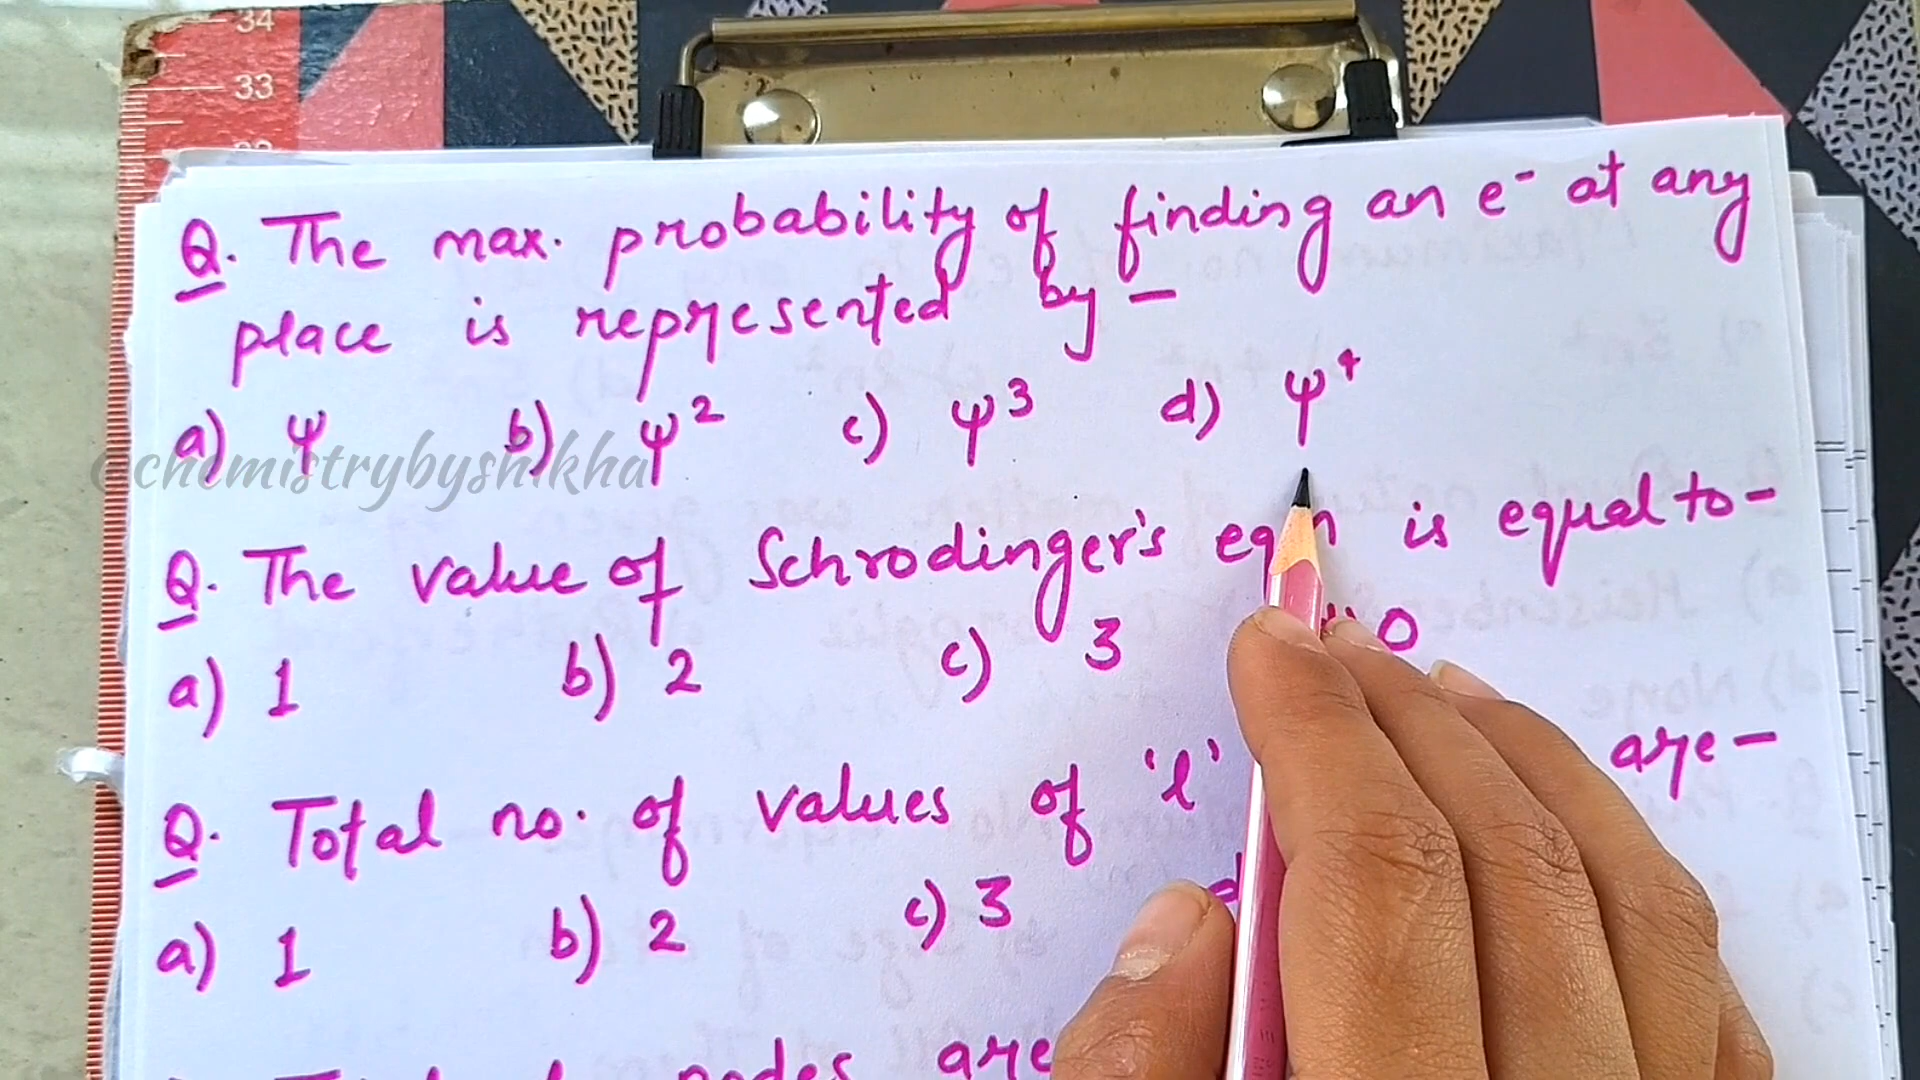 34
33
Q. The max. probability of finding an e⁻ at any
place is represented by -
a) ψ b) ψ² c) ψ³ d) ψ⁴
@chemistrybyshikha
Q. The value of Schrodinger's eqn is equal to -
a) 1 b) 2 c) 3 0
Q. Total no. of values of 'l' are -
a) 1 b) 2 c) 3 d
nodes are